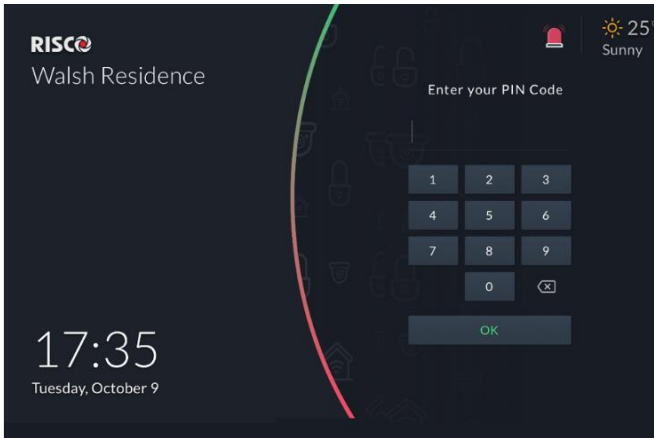 RISCO
Walsh Residence
25°
Sunny
Enter your PIN Code
1 2 3
4 5 6
7 8 9
0
OK
17:35
Tuesday, October 9